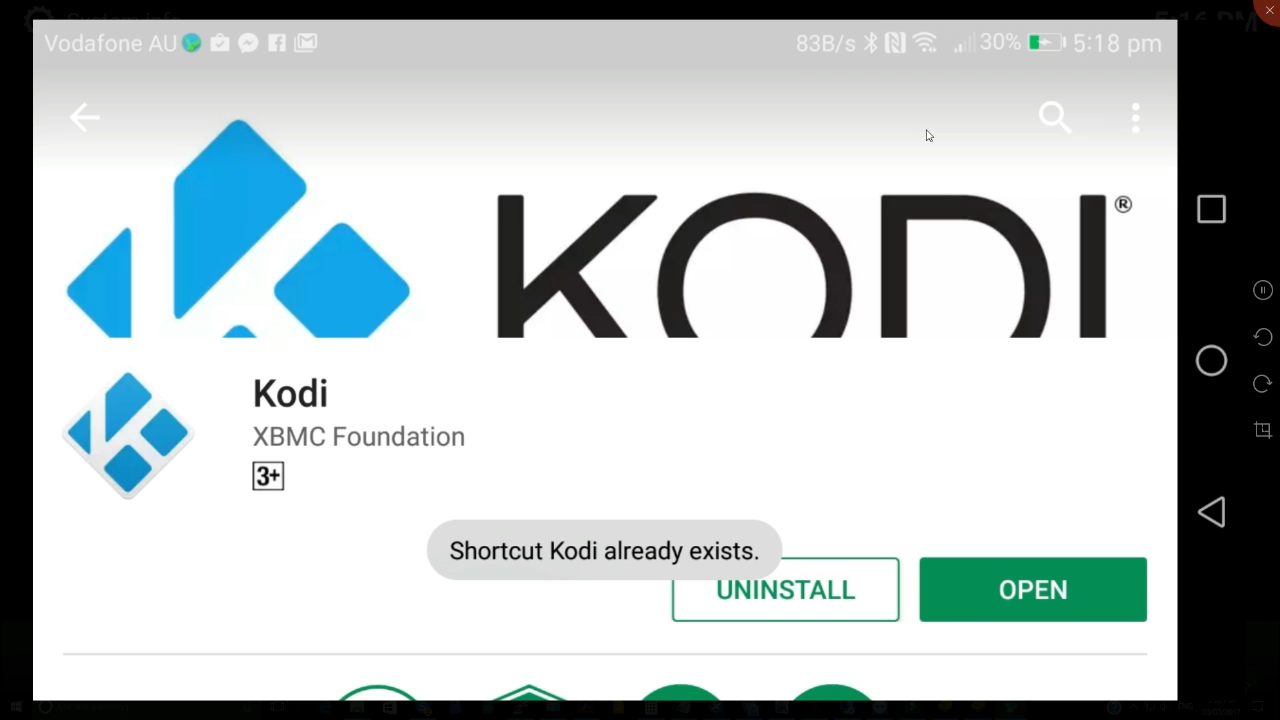 Vodafone AU 83B/s 30% 5:18 pm
KODI®
Kodi
XBMC Foundation
3+
Shortcut Kodi already exists.
UNINSTALL OPEN